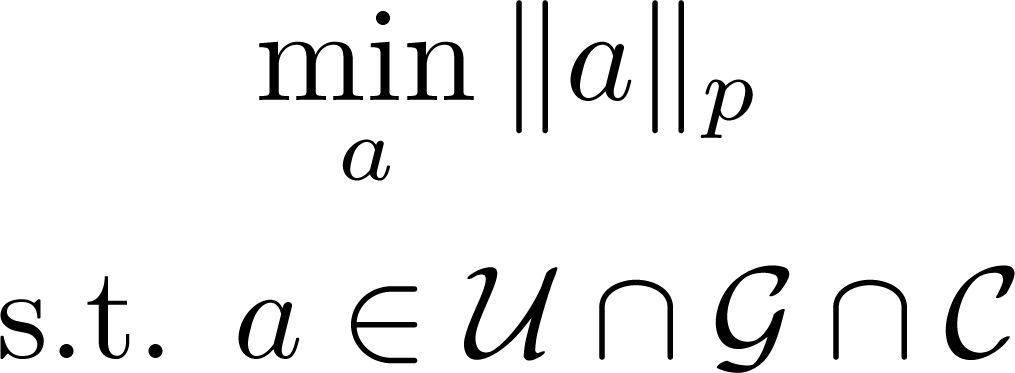 min_a ‖a‖_p
s.t. a ∈ 𝒰 ∩ 𝒢 ∩ 𝒞